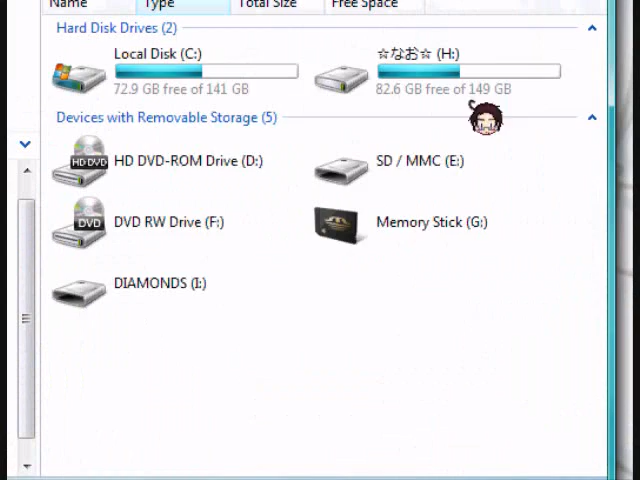 Name Type Total Size Free Space
Hard Disk Drives (2)
Local Disk (C:) ☆なお☆ (H:)
72.9 GB free of 141 GB 82.6 GB free of 149 GB
Devices with Removable Storage (5)
HD DVD HD DVD-ROM Drive (D:) SD / MMC (E:)
DVD DVD RW Drive (F:) Memory Stick (G:)
DIAMONDS (I:)